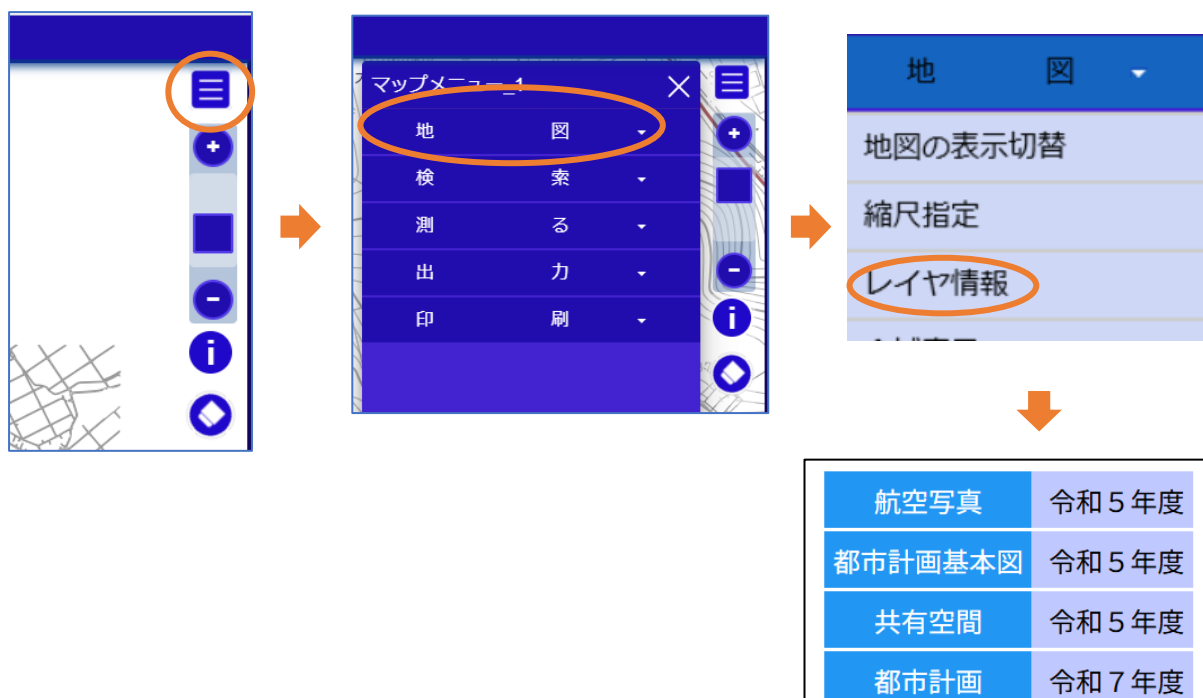 マップメニュー_1
地 図
検 索
測 る
出 力
印 刷
地 図
地図の表示切替
縮尺指定
レイヤ情報
航空写真 令和５年度
都市計画基本図 令和５年度
共有空間 令和５年度
都市計画 令和７年度